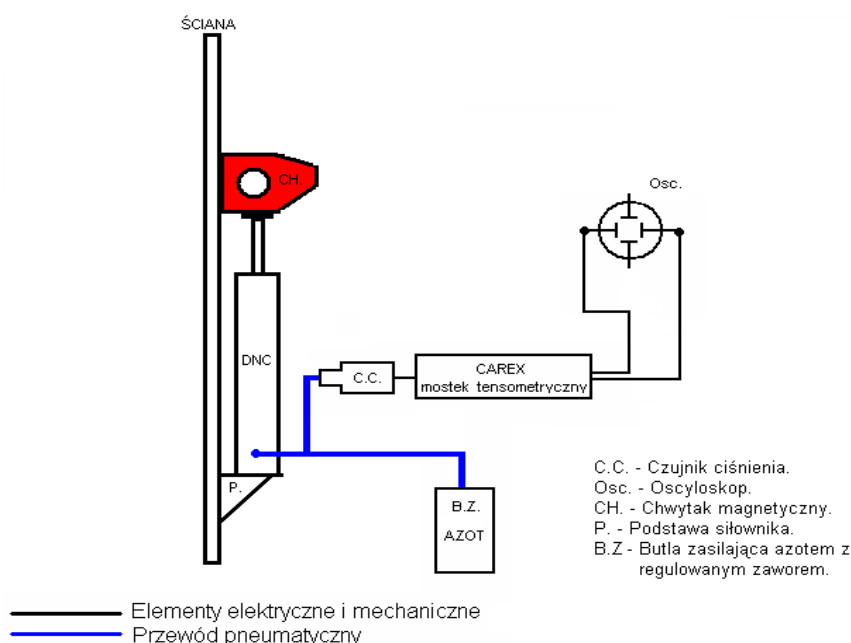 ŚCIANA
CH.
Osc.
DNC
C.C.
CAREX
mostek tensometryczny
P.
B.Z.
AZOT
C.C. - Czujnik ciśnienia.
Osc. - Oscyloskop.
CH. - Chwytak magnetyczny.
P. - Podstawa siłownika.
B.Z - Butla zasilająca azotem z
regulowanym zaworem.
Elementy elektryczne i mechaniczne
Przewód pneumatyczny